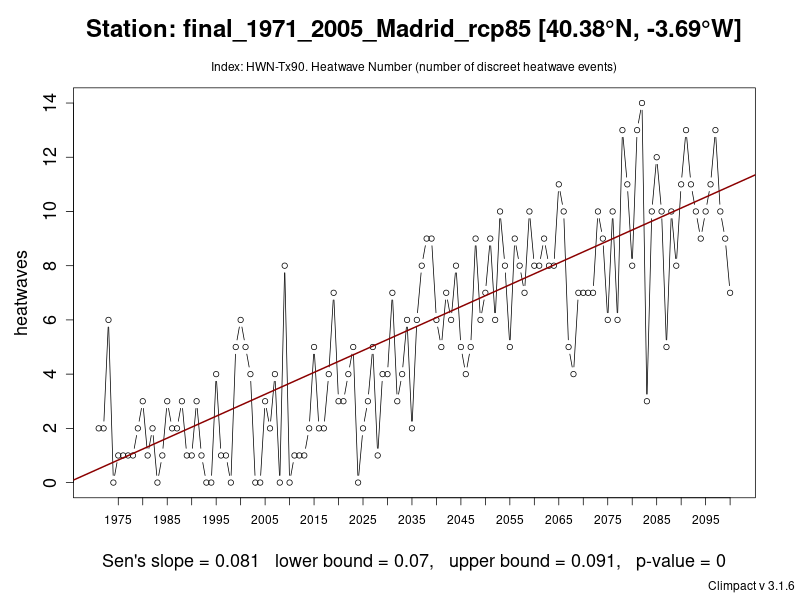 Station: final_1971_2005_Madrid_rcp85 [40.38°N, -3.69°W]
Index: HWN-Tx90. Heatwave Number (number of discreet heatwave events)
heatwaves
14
12
10
8
6
4
2
0
1975 1985 1995 2005 2015 2025 2035 2045 2055 2065 2075 2085 2095
Sen's slope = 0.081 lower bound = 0.07, upper bound = 0.091, p-value = 0
Climpact v 3.1.6